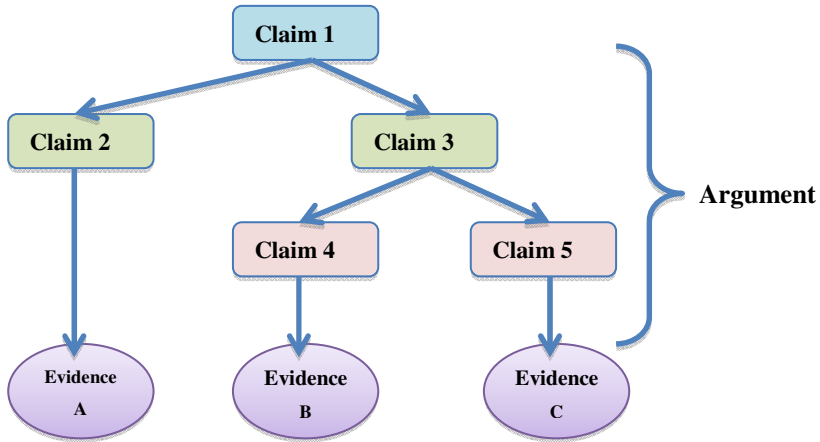 Claim 1
Claim 2
Claim 3
Argument
Claim 4
Claim 5
Evidence
A
Evidence
B
Evidence
C